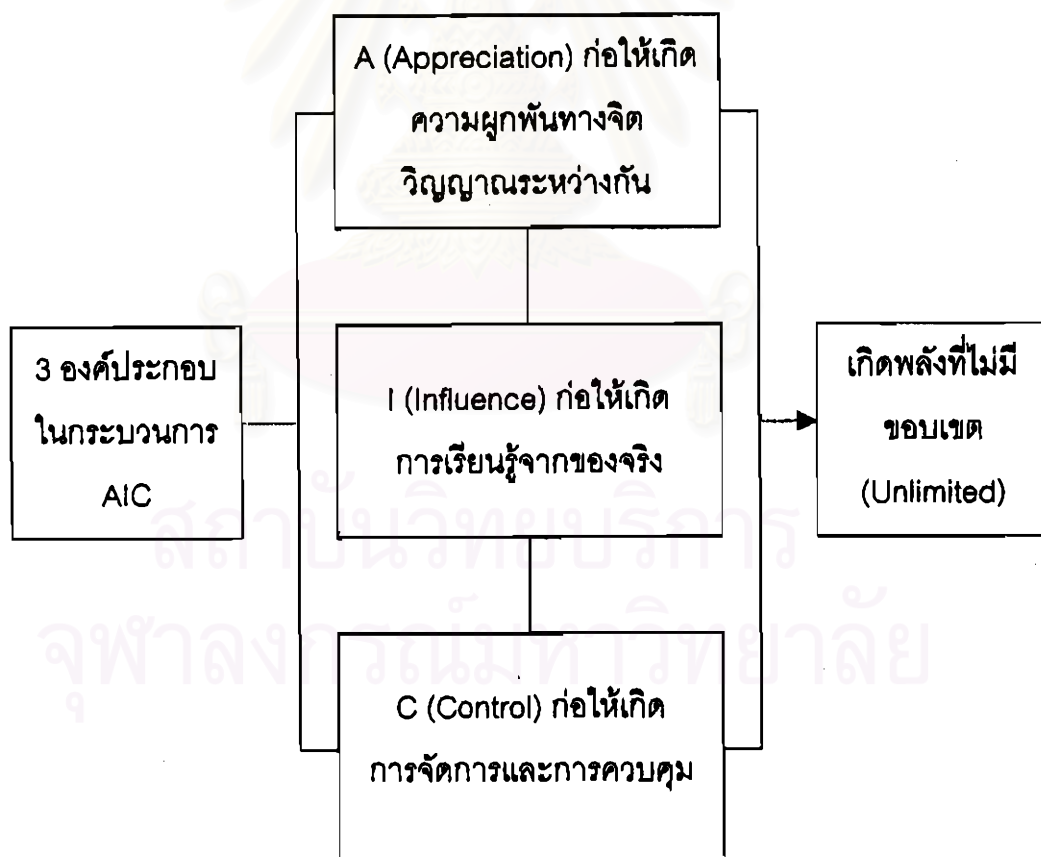 A (Appreciation) ก่อให้เกิด
ความผูกพันทางจิต
วิญญาณระหว่างกัน
3 องค์ประกอบ
ในกระบวนการ
AIC
I (Influence) ก่อให้เกิด
การเรียนรู้จากของจริง
เกิดพลังที่ไม่มี
ขอบเขต
(Unlimited)
C (Control) ก่อให้เกิด
การจัดการและการควบคุม
สถาบันวิทยบริการ
จุฬาลงกรณ์มหาวิทยาลัย